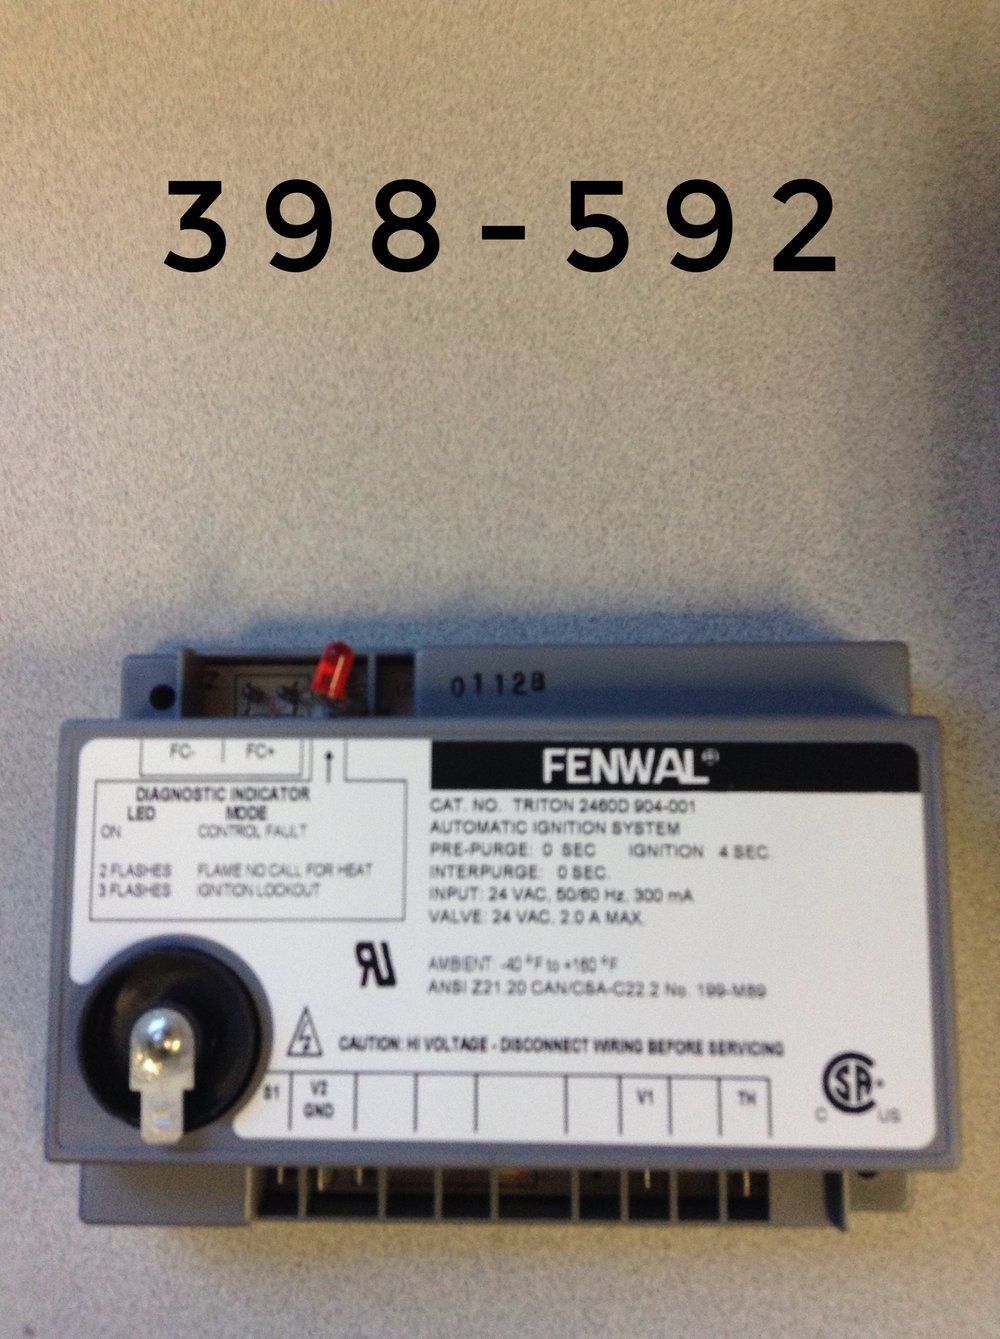 398-592
01128
FC- FC+
FENWAL®
DIAGNOSTIC INDICATOR
LED MODE
ON CONTROL FAULT
2 FLASHES FLAME NO CALL FOR HEAT
3 FLASHES IGNITION LOCKOUT
CAT. NO. TRITON 2460D 904-001
AUTOMATIC IGNITION SYSTEM
PRE-PURGE: 0 SEC IGNITION 4 SEC.
INTERPURGE: 0 SEC.
INPUT: 24 VAC, 50/60 Hz, 300 mA
VALVE: 24 VAC, 2.0 A MAX.
AMBIENT: -40 °F to +160 °F
ANSI Z21.20 CAN/CSA-C22.2 No. 199-M89
CAUTION: HI VOLTAGE - DISCONNECT WIRING BEFORE SERVICING
S1 V2 V1 TH
GND
C SA US